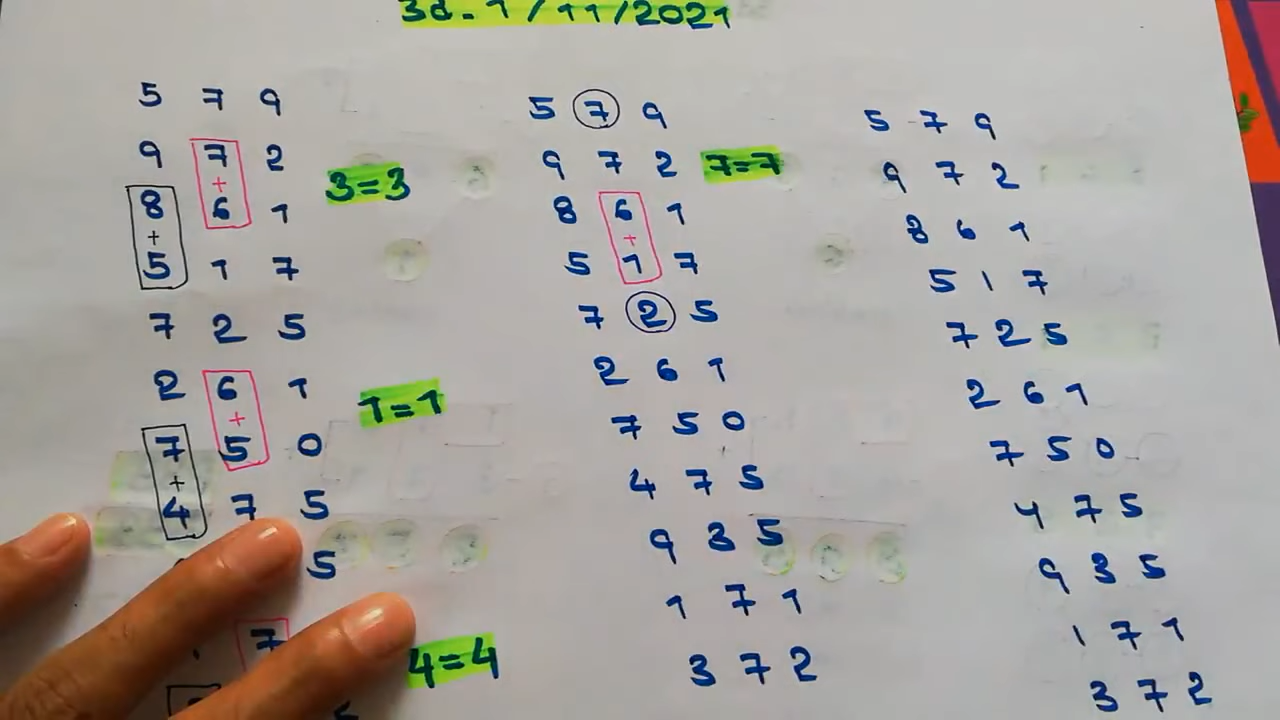 3d. 1/11/2021
5 7 9
9 7 2
+
8 6 1
3=3
+
5 1 7
7 2 5
2 6 1
1=1
+
7 5 0
+
4 7 5
5
7
4=4
5 7 9
9 7 2
7=7
8 6 1
+
5 1 7
7 2 5
2 6 1
7 5 0
4 7 5
9 3 5
1 7 1
3 7 2
5 7 9
9 7 2
8 6 1
5 1 7
7 2 5
2 6 1
7 5 0
4 7 5
9 3 5
1 7 1
3 7 2